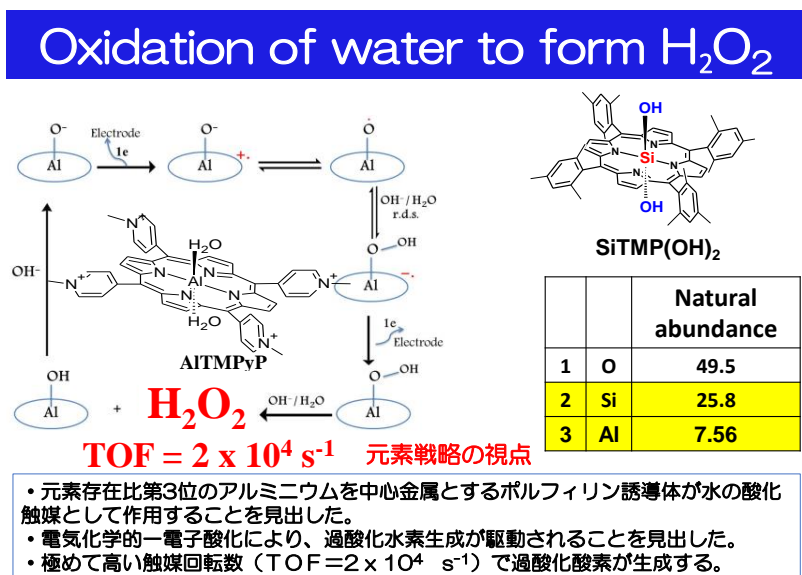 Oxidation of water to form H₂O₂
O⁻
Al
Electrode
1e
O⁻
Al
+·
Ȯ
Al
OH⁻/H₂O
r.d.s.
O OH
Al
−·
1e
Electrode
O OH
Al
OH⁻/H₂O
H₂O₂
+
OH
Al
OH⁻
N⁺
N⁺
N⁺
N⁺
H₂O
N N
Al
N N
H₂O
AlTMPyP
TOF = 2 x 10⁴ s⁻¹ 元素戦略の視点
OH
N N
Si
N N
OH
SiTMP(OH)₂
Natural
abundance
1 O 49.5
2 Si 25.8
3 Al 7.56
・元素存在比第3位のアルミニウムを中心金属とするポルフィリン誘導体が水の酸化
触媒として作用することを見出した。
・電気化学的一電子酸化により、過酸化水素生成が駆動されることを見出した。
・極めて高い触媒回転数（ＴＯＦ＝2 x 10⁴ s⁻¹）で過酸化酸素が生成する。